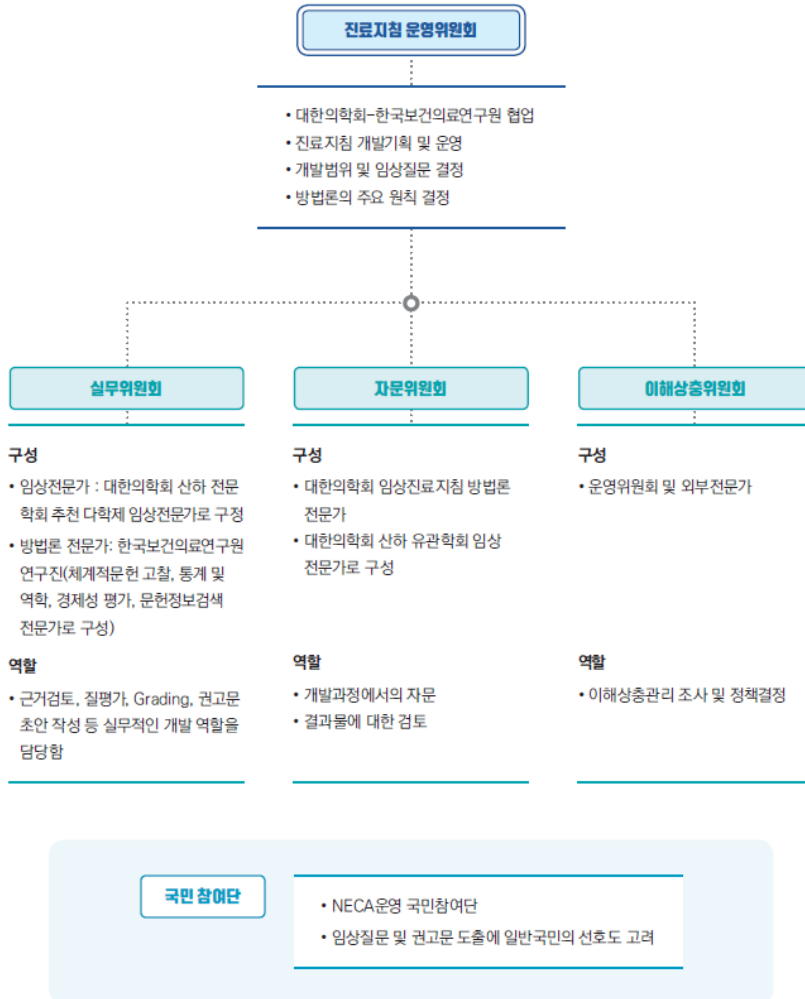 진료지침 운영위원회
• 대한의학회-한국보건의료연구원 협업
• 진료지침 개발기획 및 운영
• 개발범위 및 임상질문 결정
• 방법론의 주요 원칙 결정
실무위원회
구성
• 임상전문가 : 대한의학회 산하 전문
학회 추천 다학제 임상전문가로 구정
• 방법론 전문가: 한국보건의료연구원
연구진(체계적문헌 고찰, 통계 및
역학, 경제성 평가, 문헌정보검색
전문가로 구성)
역할
• 근거검토, 질평가, Grading, 권고문
초안 작성 등 실무적인 개발 역할을
담당함
자문위원회
구성
• 대한의학회 임상진료지침 방법론
전문가
• 대한의학회 산하 유관학회 임상
전문가로 구성
역할
• 개발과정에서의 자문
• 결과물에 대한 검토
이해상충위원회
구성
• 운영위원회 및 외부전문가
역할
• 이해상충관리 조사 및 정책결정
국민 참여단
• NECA운영 국민참여단
• 임상질문 및 권고문 도출에 일반국민의 선호도 고려